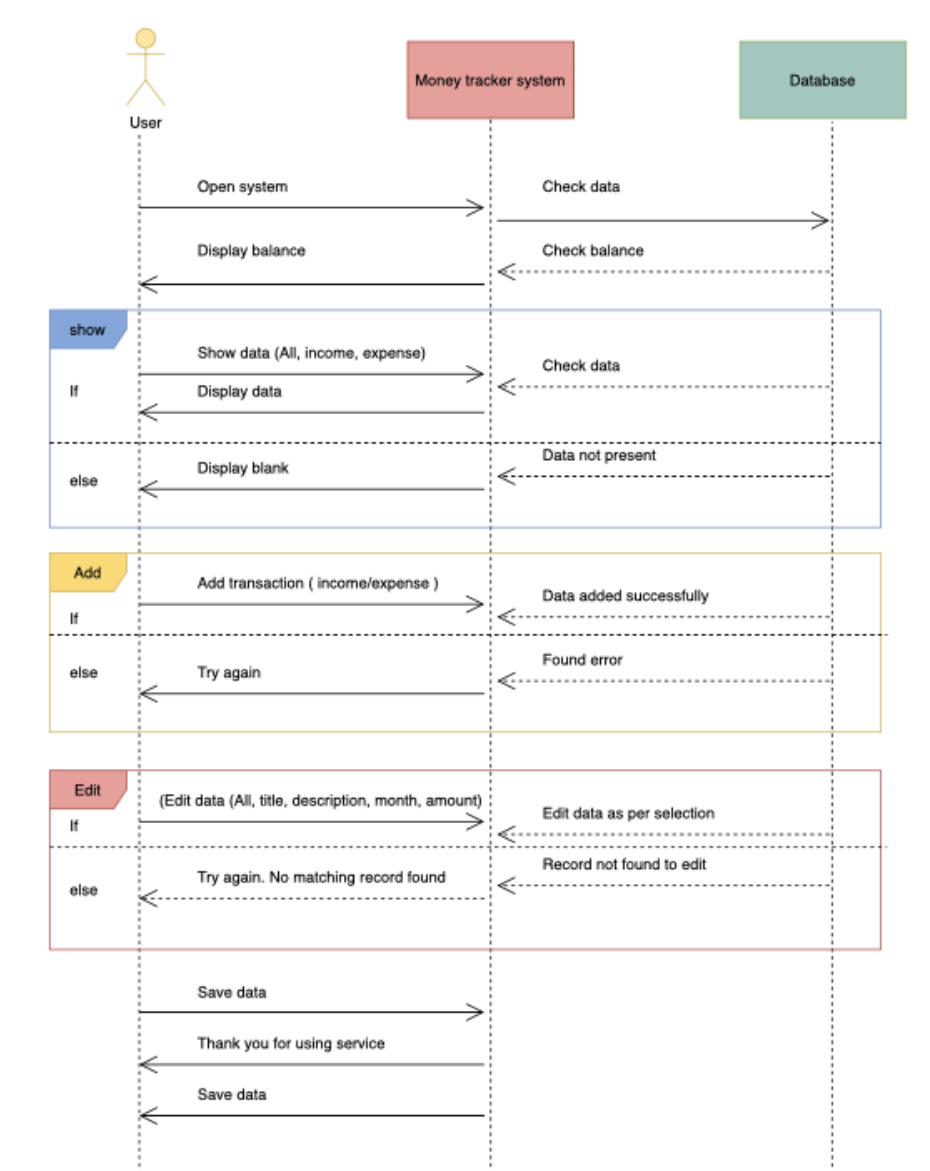 User
Money tracker system
Database
Open system
Check data
Display balance
Check balance
show
Show data (All, income, expense)
Check data
If
Display data
Data not present
Display blank
else
Add
Add transaction ( income/expense )
Data added successfully
If
Found error
else
Try again
Edit
(Edit data (All, title, description, month, amount)
Edit data as per selection
If
Record not found to edit
Try again. No matching record found
else
Save data
Thank you for using service
Save data